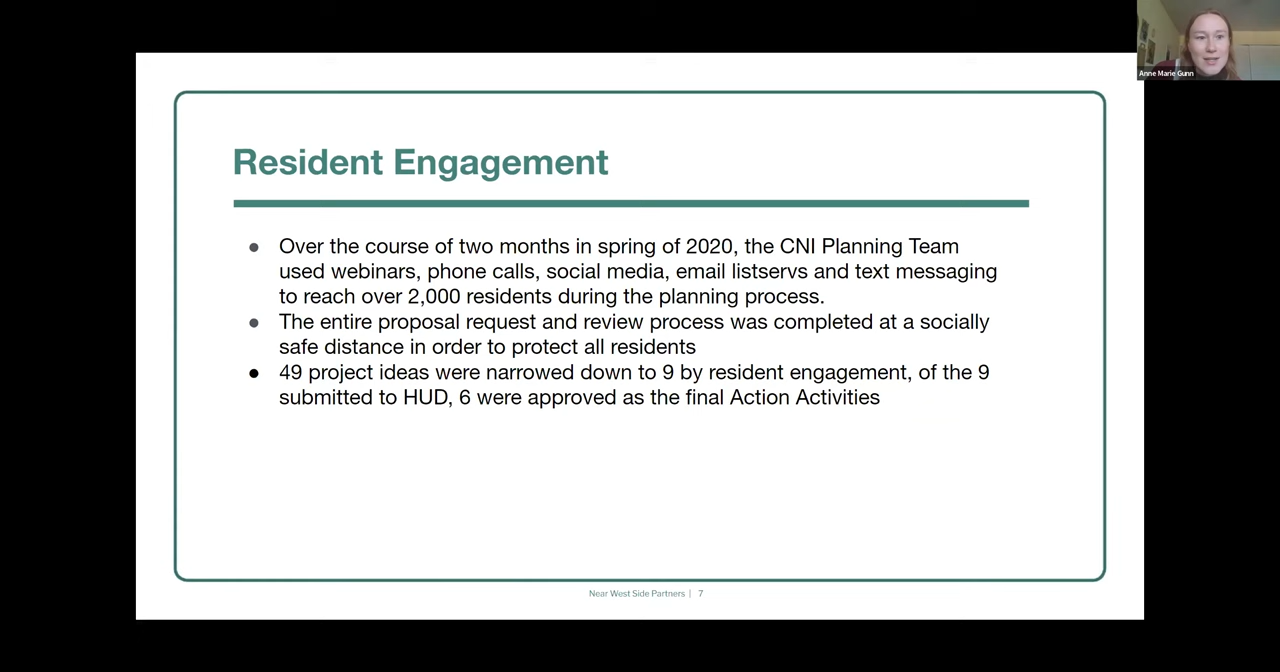 Anne Marie Gunn
Resident Engagement
● Over the course of two months in spring of 2020, the CNI Planning Team
used webinars, phone calls, social media, email listservs and text messaging
to reach over 2,000 residents during the planning process.
● The entire proposal request and review process was completed at a socially
safe distance in order to protect all residents
● 49 project ideas were narrowed down to 9 by resident engagement, of the 9
submitted to HUD, 6 were approved as the final Action Activities
Near West Side Partners | 7